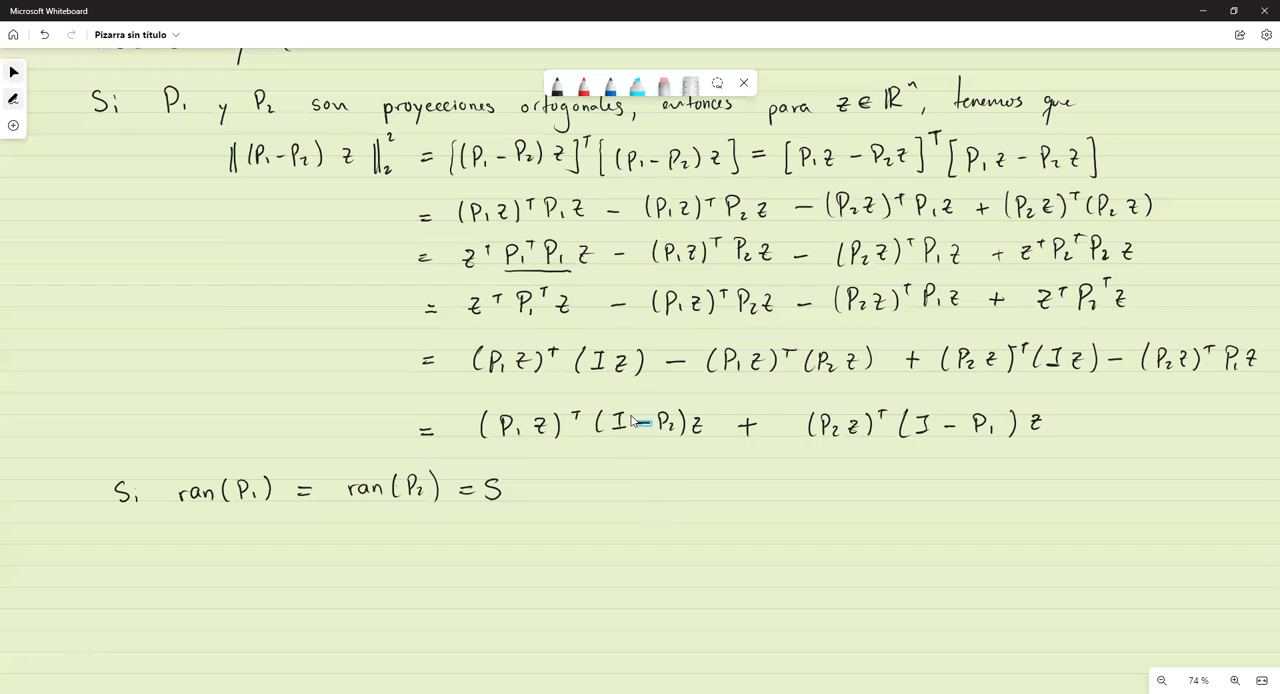 Microsoft Whiteboard
Pizarra sin título
Si P₁ y P₂ son proyecciones ortogonales, entonces para z ∈ ℝⁿ, tenemos que
‖(P₁-P₂) z‖₂² = [(P₁ - P₂) z]ᵀ [(P₁-P₂) z] = [P₁z - P₂z]ᵀ [P₁z - P₂z]
= (P₁z)ᵀ P₁z - (P₁z)ᵀ P₂z - (P₂z)ᵀ P₁z + (P₂z)ᵀ(P₂z)
= zᵀ P₁ᵀ P₁ z - (P₁z)ᵀ P₂z - (P₂z)ᵀ P₁z + zᵀ P₂ᵀ P₂ z
= zᵀ P₁ᵀ z - (P₁z)ᵀ P₂z - (P₂z)ᵀ P₁z + zᵀ P₂ᵀ z
= (P₁z)ᵀ (I z) - (P₁z)ᵀ (P₂z) + (P₂z)ᵀ (I z) - (P₂z)ᵀ P₁z
= (P₁z)ᵀ (I - P₂)z + (P₂z)ᵀ (I - P₁) z
Si ran(P₁) = ran(P₂) = S
74 %